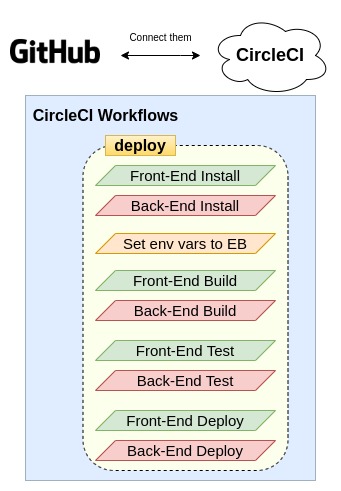 GitHub
Connect them
CircleCI
CircleCI Workflows
deploy
Front-End Install
Back-End Install
Set env vars to EB
Front-End Build
Back-End Build
Front-End Test
Back-End Test
Front-End Deploy
Back-End Deploy